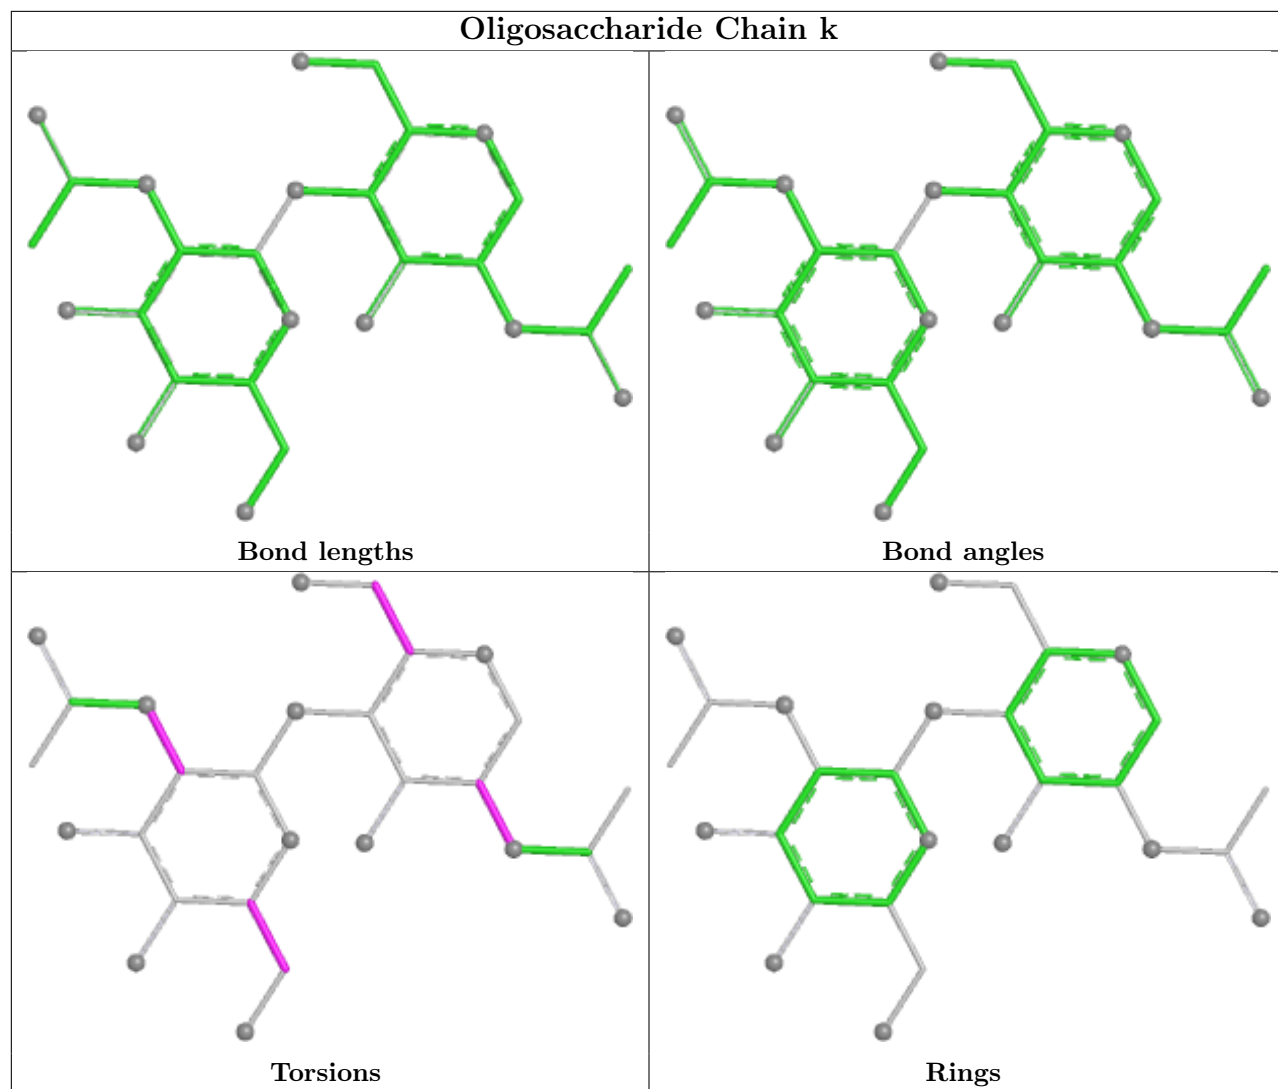 Oligosaccharide Chain k
Bond lengths
Bond angles
Torsions
Rings